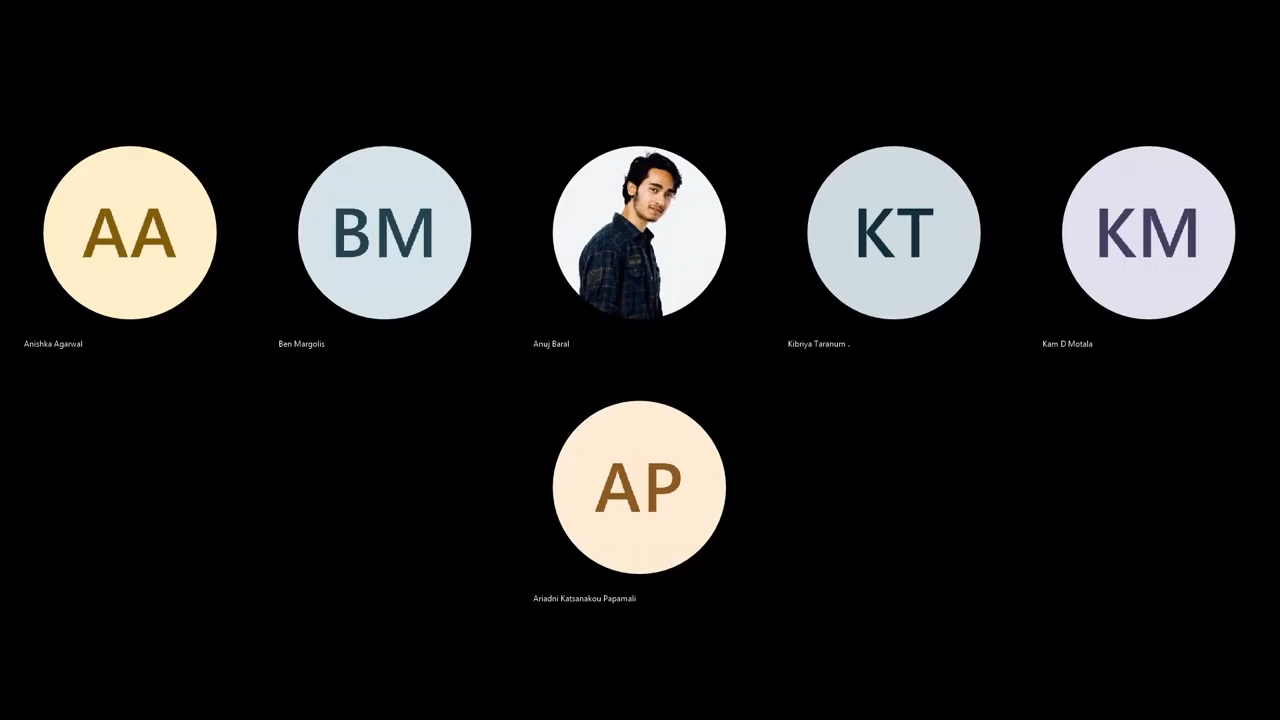 AA
BM
KT
KM
Anishka Agarwal
Ben Margolis
Anuj Baral
Kibriya Taranum .
Kam D Motala
AP
Ariadni Katsanakou Papamali